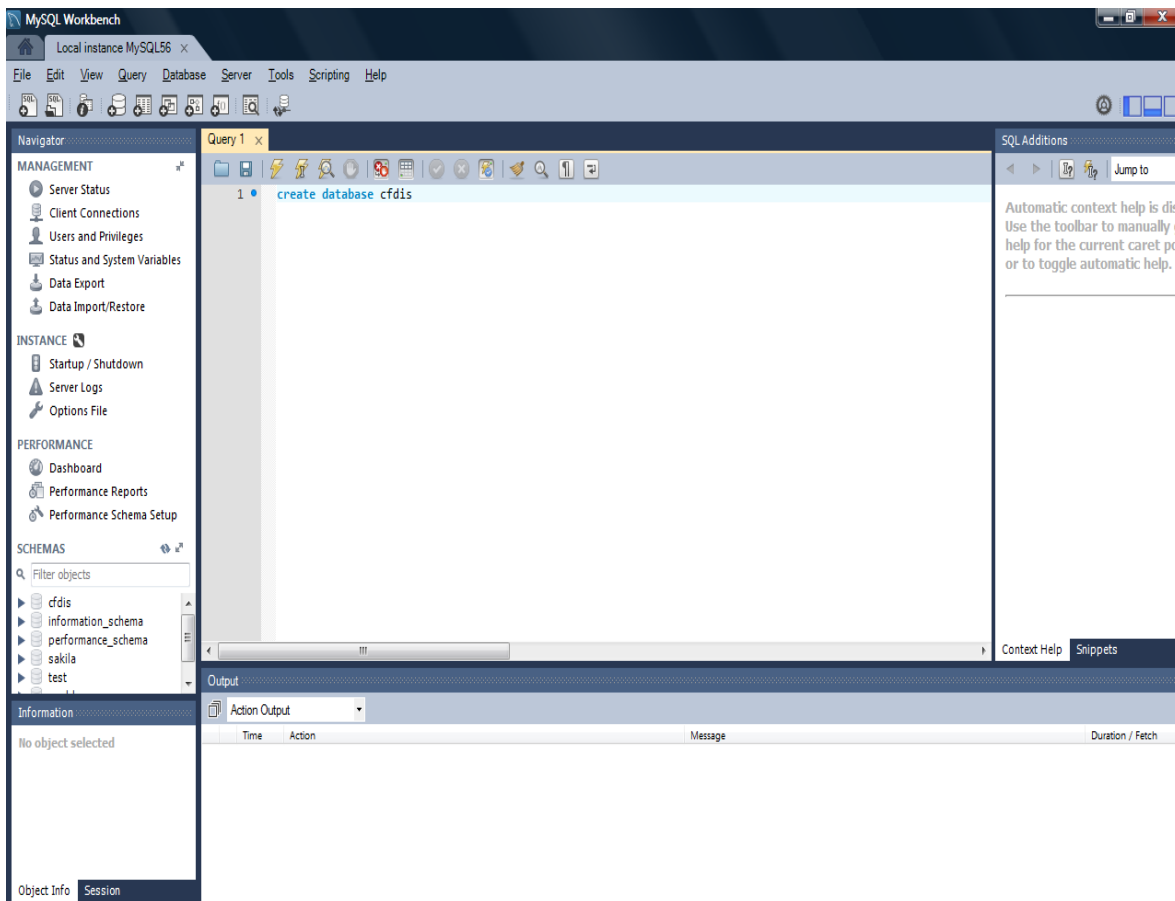 MySQL Workbench
Local instance MySQL56
File Edit View Query Database Server Tools Scripting Help
Navigator
MANAGEMENT
Server Status
Client Connections
Users and Privileges
Status and System Variables
Data Export
Data Import/Restore
INSTANCE
Startup / Shutdown
Server Logs
Options File
PERFORMANCE
Dashboard
Performance Reports
Performance Schema Setup
SCHEMAS
Filter objects
cfdis
information_schema
performance_schema
sakila
test
Information
No object selected
Object Info Session
Query 1
1 create database cfdis
SQL Additions
Jump to
Automatic context help is dis
Use the toolbar to manually
help for the current caret po
or to toggle automatic help.
Context Help Snippets
Output
Action Output
Time Action Message Duration / Fetch